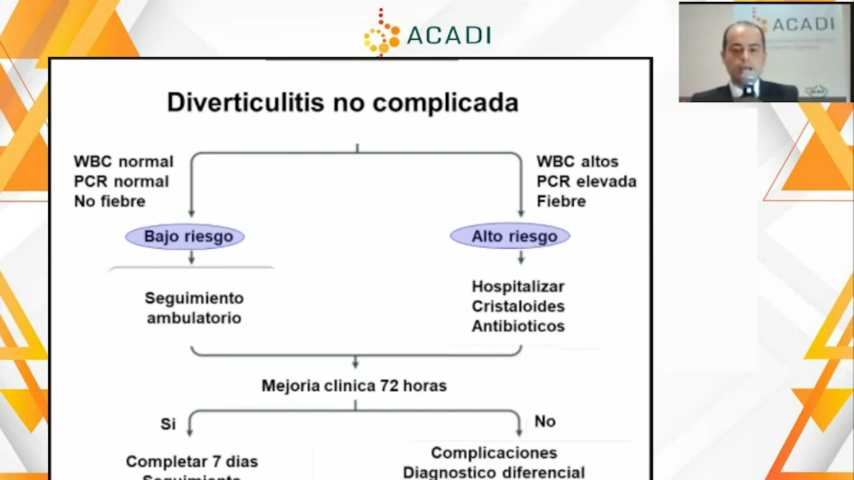 ACADI
ACADI
Diverticulitis no complicada
WBC normal
PCR normal
No fiebre
WBC altos
PCR elevada
Fiebre
Bajo riesgo
Alto riesgo
Seguimiento
ambulatorio
Hospitalizar
Cristaloides
Antibioticos
Mejoria clinica 72 horas
Si
No
Completar 7 dias
Seguimiento
Complicaciones
Diagnostico diferencial